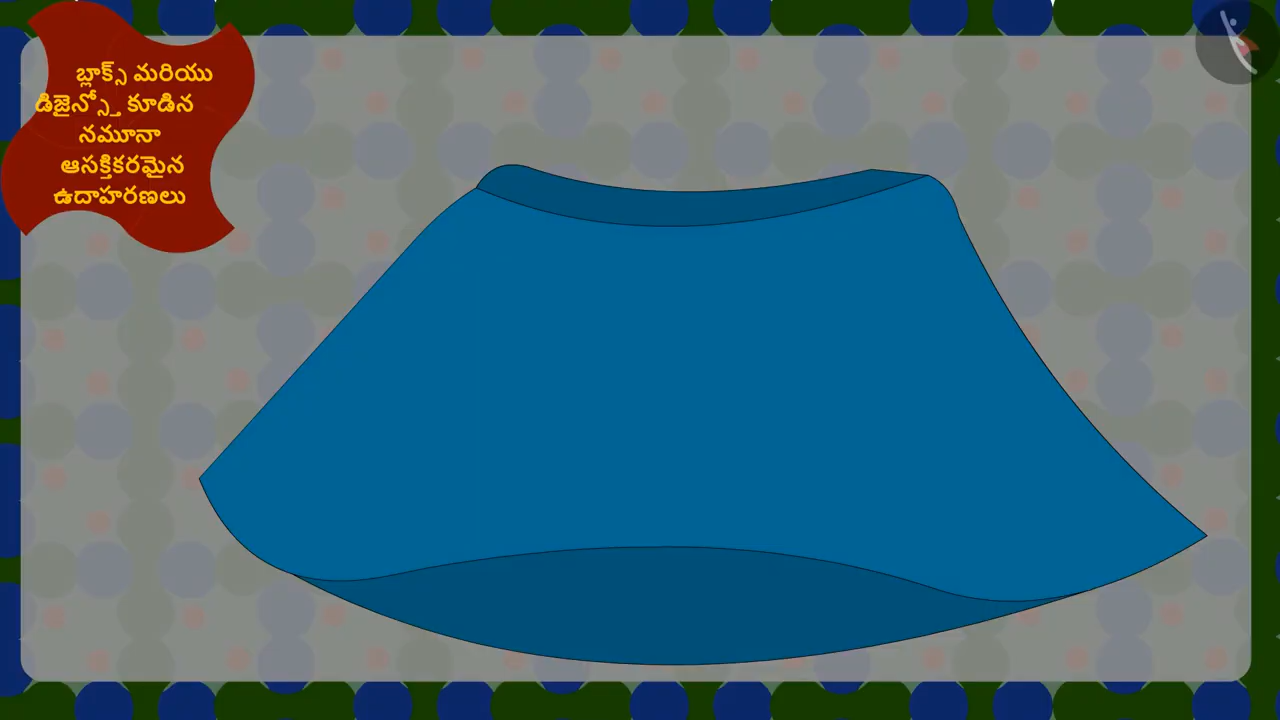 బ్లాక్స్ మరియు
డిజైన్స్తో కూడిన
నమూనా
ఆసక్తికరమైన
ఉదాహరణలు